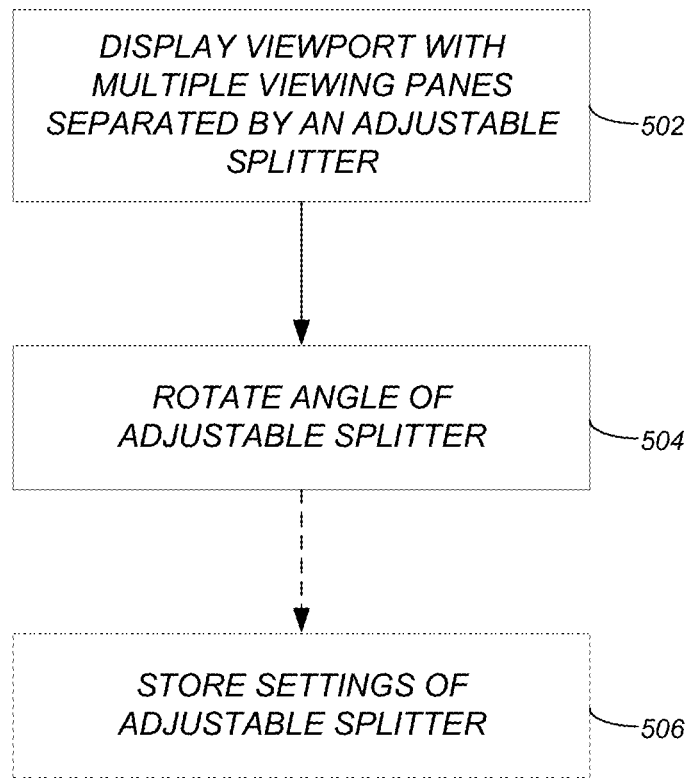 DISPLAY VIEWPORT WITH
MULTIPLE VIEWING PANES
SEPARATED BY AN ADJUSTABLE
SPLITTER
502
ROTATE ANGLE OF
ADJUSTABLE SPLITTER
504
STORE SETTINGS OF
ADJUSTABLE SPLITTER
506